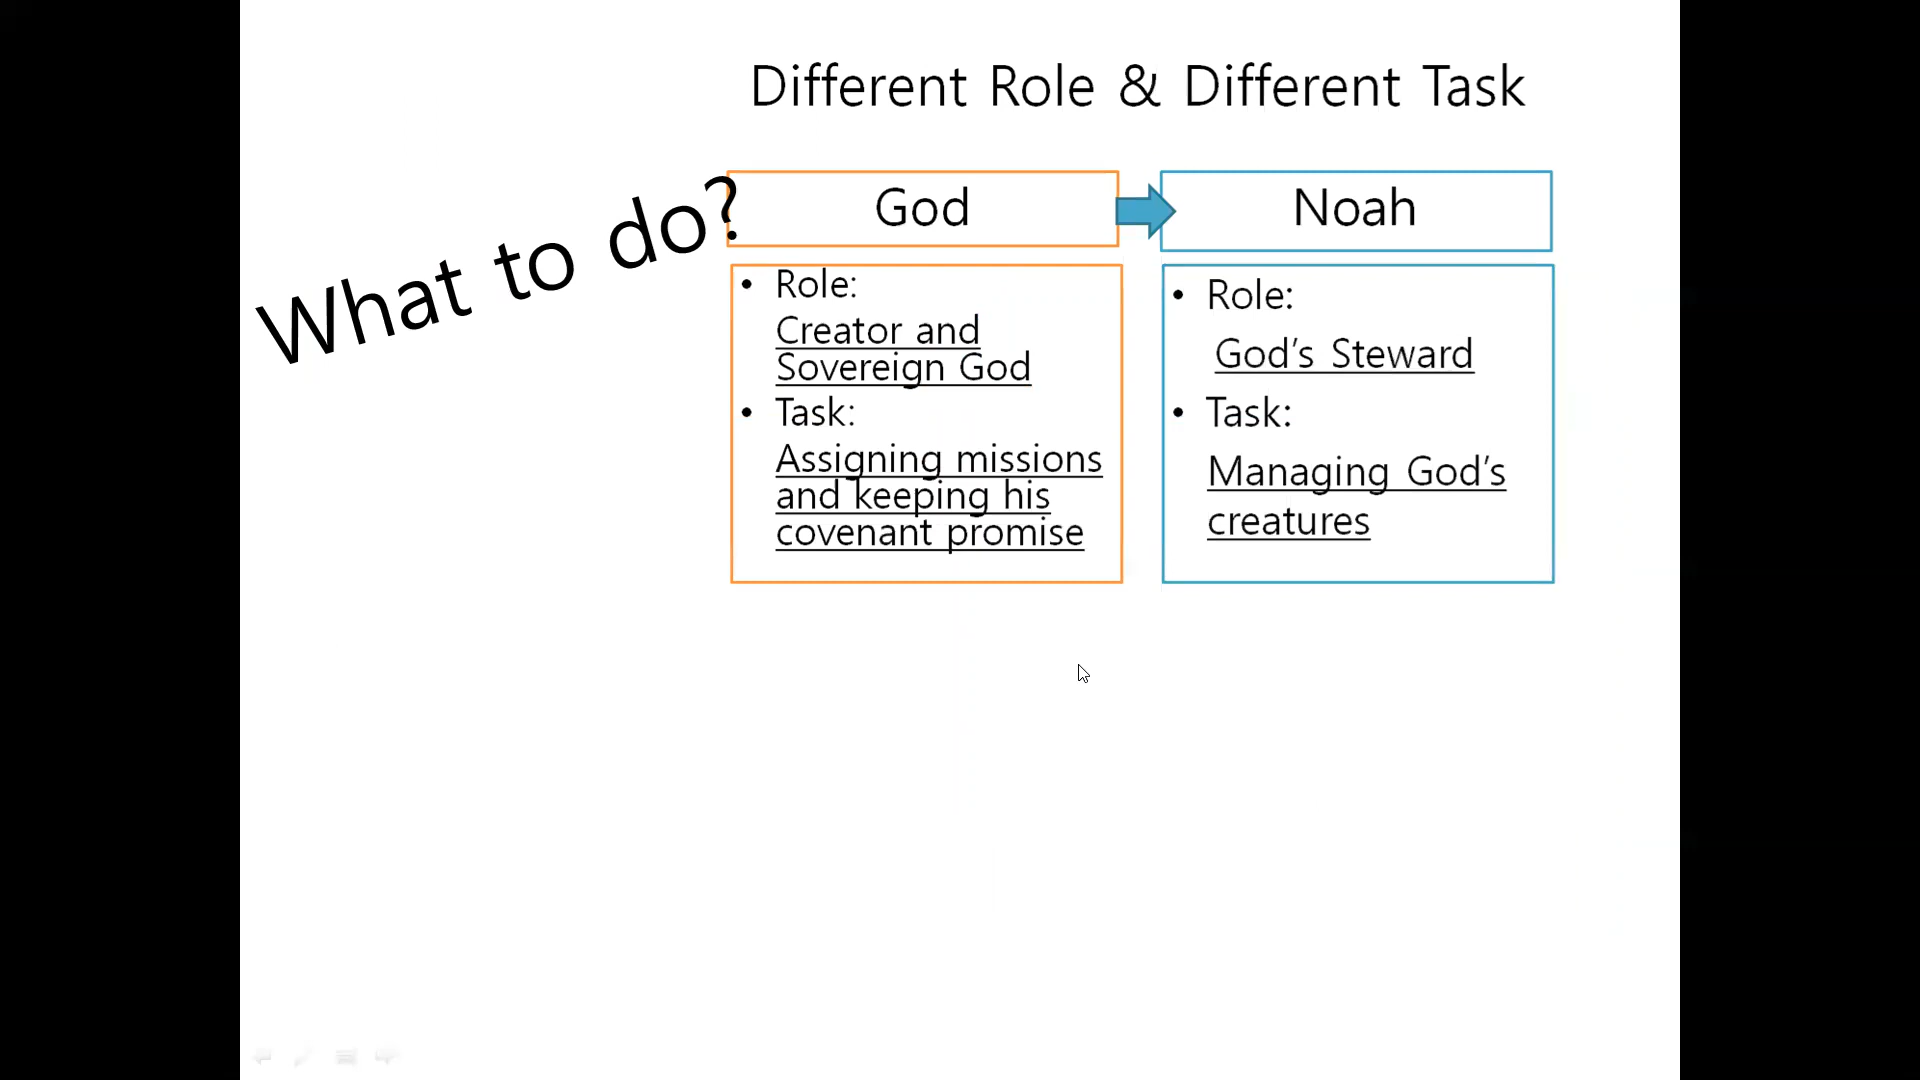 Different Role & Different Task
What to do?
God
• Role:
Creator and
Sovereign God
• Task:
Assigning missions
and keeping his
covenant promise
Noah
• Role:
God’s Steward
• Task:
Managing God’s
creatures